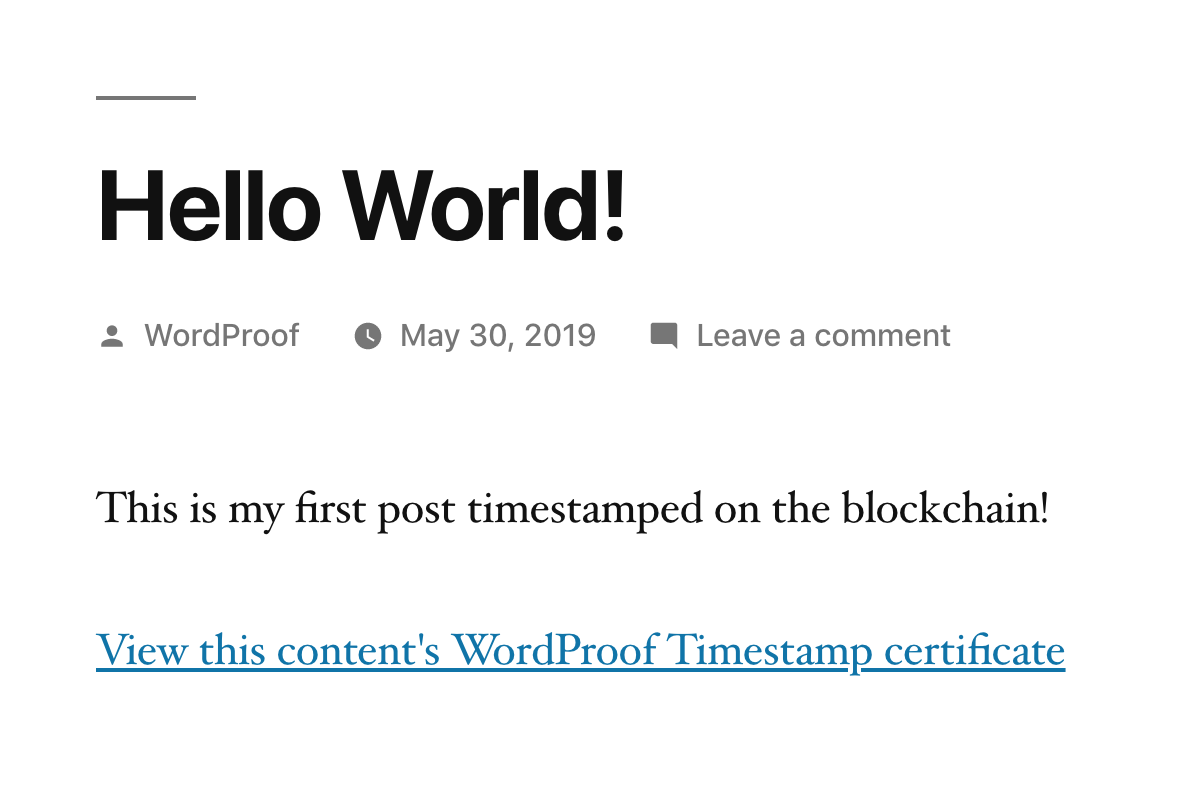 Hello World!
WordProof May 30, 2019 Leave a comment
This is my first post timestamped on the blockchain!
View this content's WordProof Timestamp certificate